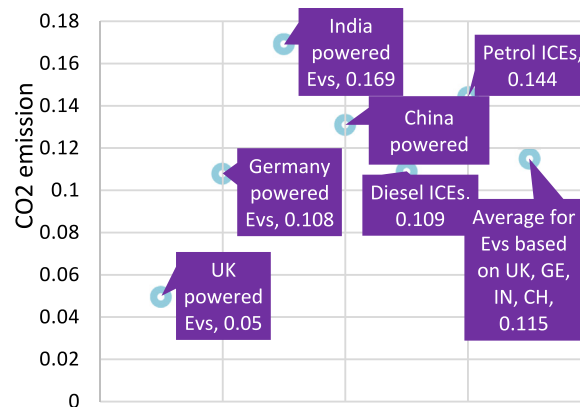 0.18
0.16
0.14
0.12
0.1
0.08
0.06
0.04
0.02
0
CO2 emission
India
powered
Evs, 0.169
Petrol ICEs,
0.144
China
powered
Germany
powered
Evs, 0.108
Diesel ICEs.
0.109
Average for
Evs based
on UK, GE,
IN, CH,
0.115
UK
powered
Evs, 0.05